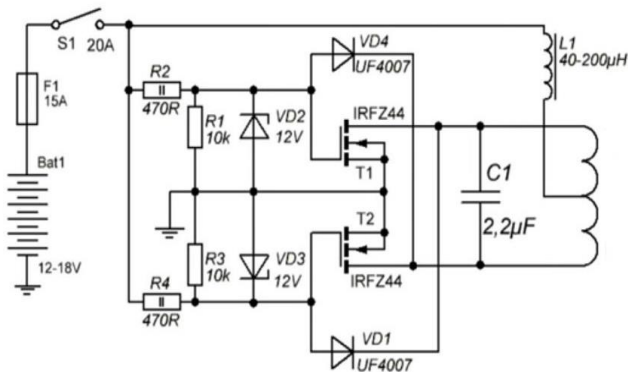 S1 20A
F1
15A
Bat1
12-18V
R2
470R
R1
10k
VD2
12V
VD4
UF4007
IRFZ44
T1
L1
40-200µH
C1
2,2µF
T2
IRFZ44
R3
10k
VD3
12V
R4
470R
VD1
UF4007